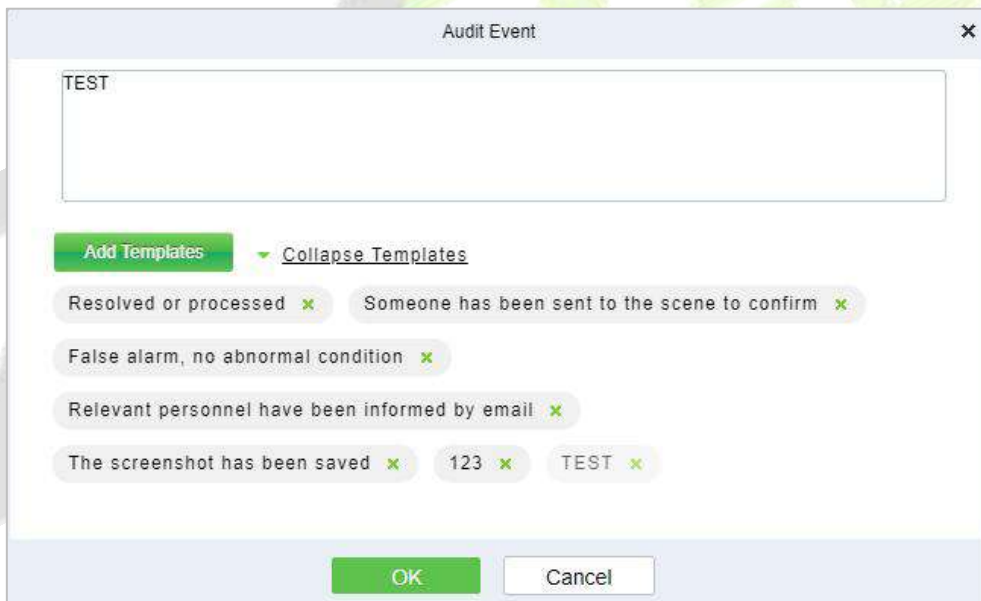 Audit Event
TEST
Add Templates Collapse Templates
Resolved or processed Someone has been sent to the scene to confirm
False alarm, no abnormal condition
Relevant personnel have been informed by email
The screenshot has been saved 123 TEST
OK Cancel